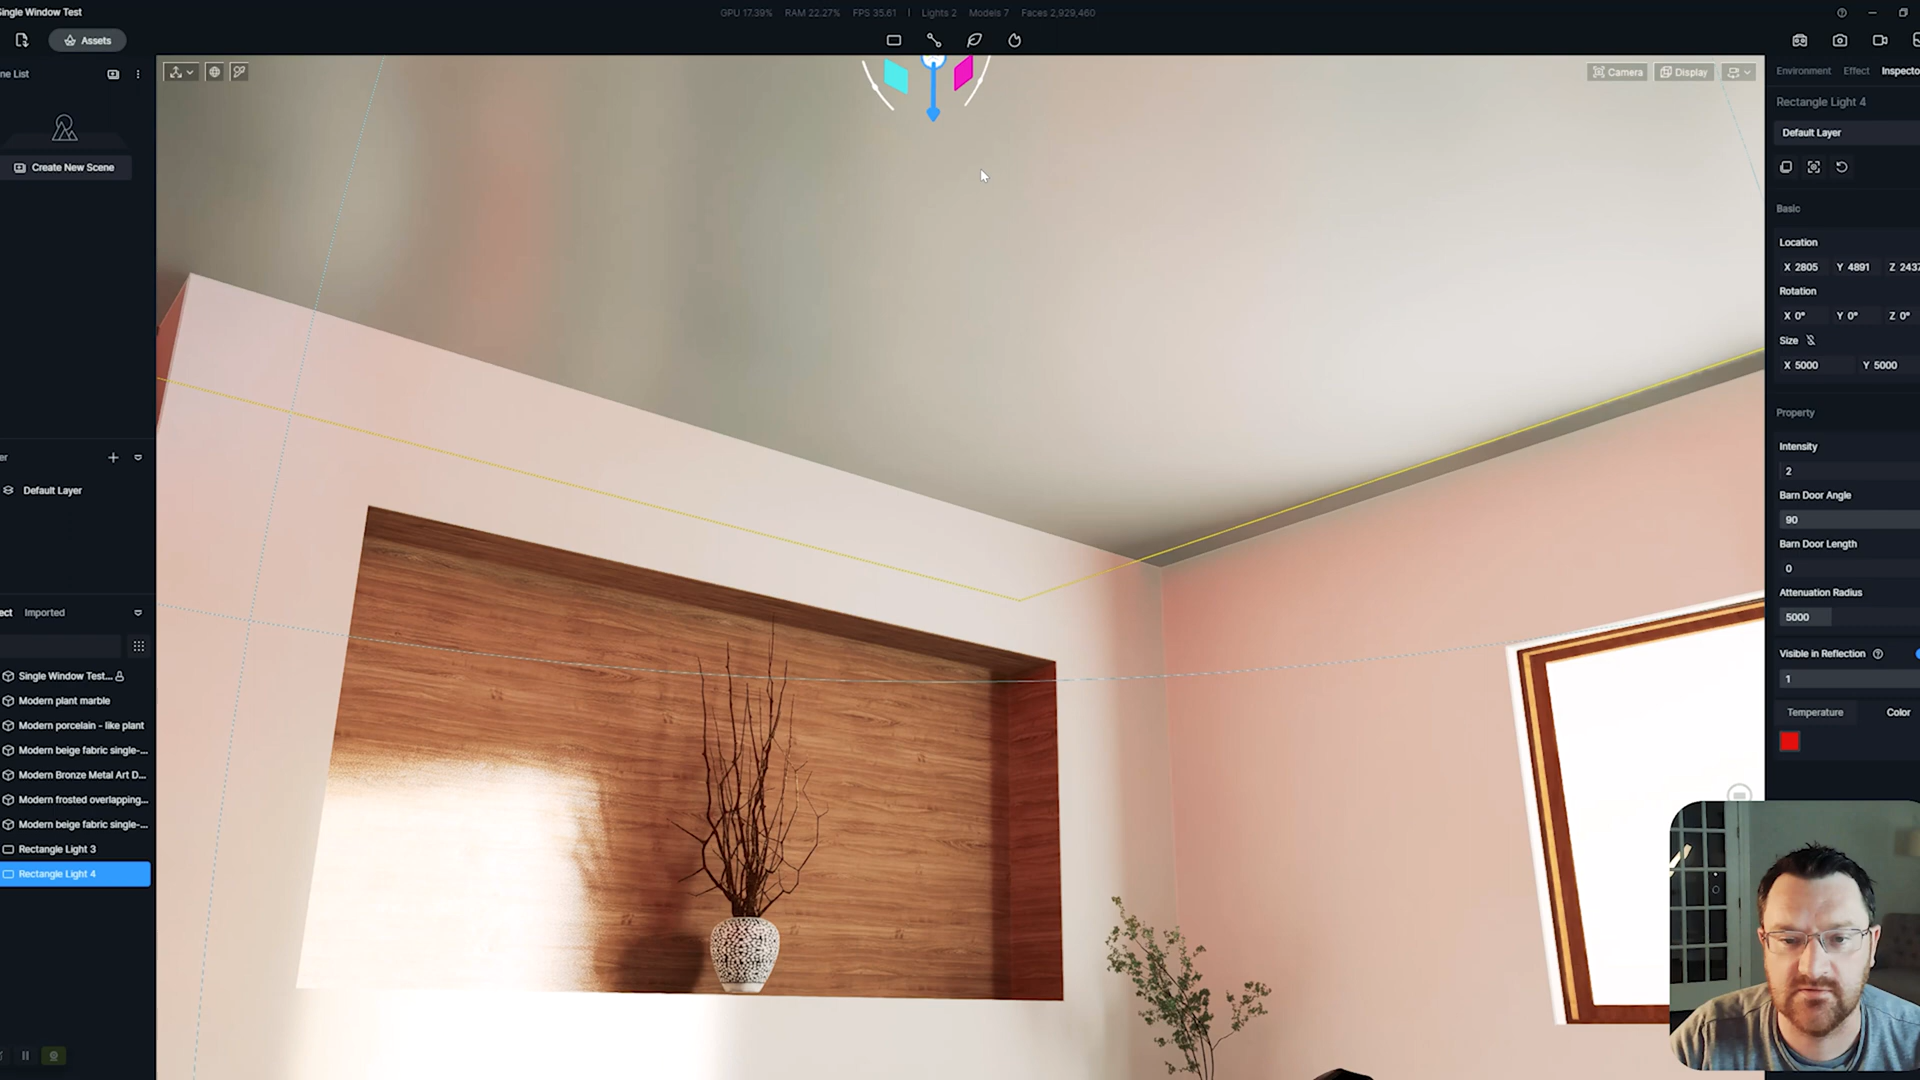 ingle Window Test
GPU 17.39% RAM 22.27% FPS 35.61 | Lights 2 Models 7 Faces 2,929,460
Assets
ne List
Create New Scene
er
Default Layer
ect Imported
Single Window Test...
Modern plant marble
Modern porcelain - like plant
Modern beige fabric single-...
Modern Bronze Metal Art D...
Modern frosted overlapping...
Modern beige fabric single-...
Rectangle Light 3
Rectangle Light 4
Camera Display
Environment Effect Inspecto
Rectangle Light 4
Default Layer
Basic
Location
X 2805 Y 4891 Z 2437
Rotation
X 0° Y 0° Z 0°
Size
X 5000 Y 5000
Property
Intensity
2
Barn Door Angle
90
Barn Door Length
0
Attenuation Radius
5000
Visible in Reflection
1
Temperature Color